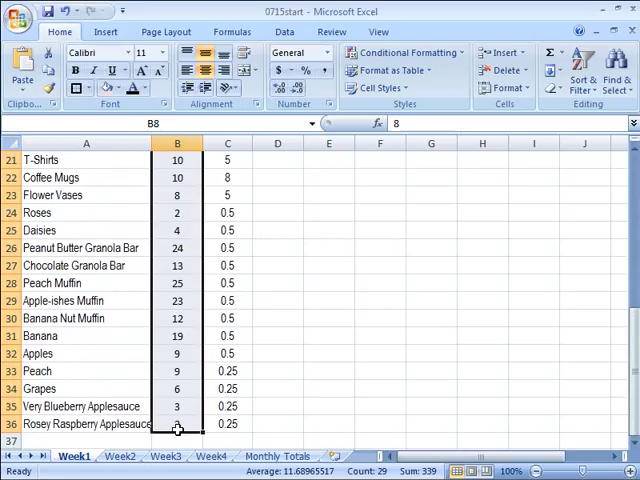 0715start - Microsoft Excel
Home Insert Page Layout Formulas Data Review View
Paste Calibri 11 General Conditional Formatting Insert Σ
B I U A A $ % , Format as Table Delete Sort & Filter Find & Select
A Cell Styles Format
Clipboa... Font Alignment Number Styles Cells Editing
B8 fx 8
A B C D E F G H I J
21 T-Shirts 10 5
22 Coffee Mugs 10 8
23 Flower Vases 8 5
24 Roses 2 0.5
25 Daisies 4 0.5
26 Peanut Butter Granola Bar 24 0.5
27 Chocolate Granola Bar 13 0.5
28 Peach Muffin 25 0.5
29 Apple-ishes Muffin 23 0.5
30 Banana Nut Muffin 12 0.5
31 Banana 19 0.5
32 Apples 9 0.5
33 Peach 9 0.25
34 Grapes 6 0.25
35 Very Blueberry Applesauce 3 0.25
36 Rosey Raspberry Applesauce 0.25
37
Week1 Week2 Week3 Week4 Monthly Totals
Ready Average: 11.68965517 Count: 29 Sum: 339 100%